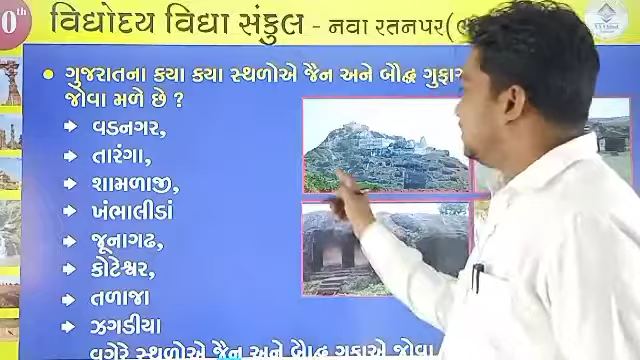 0th વિદ્યોદય વિદ્યા સંકુલ - નવા રતનપર(ભ
ગુજરાતના કયા કયા સ્થળોએ જૈન અને બૌદ્ધ ગુફા
જોવા મળે છે ?
વડનગર,
તારંગા,
શામળાજી,
ખંભાલીડાં
જૂનાગઢ,
કોટેશ્વર,
તળાજા
ઝગડીયા
વગેરે સ્થળોએ જૈન અને બૌદ્ધ ગુફાએ જોવા